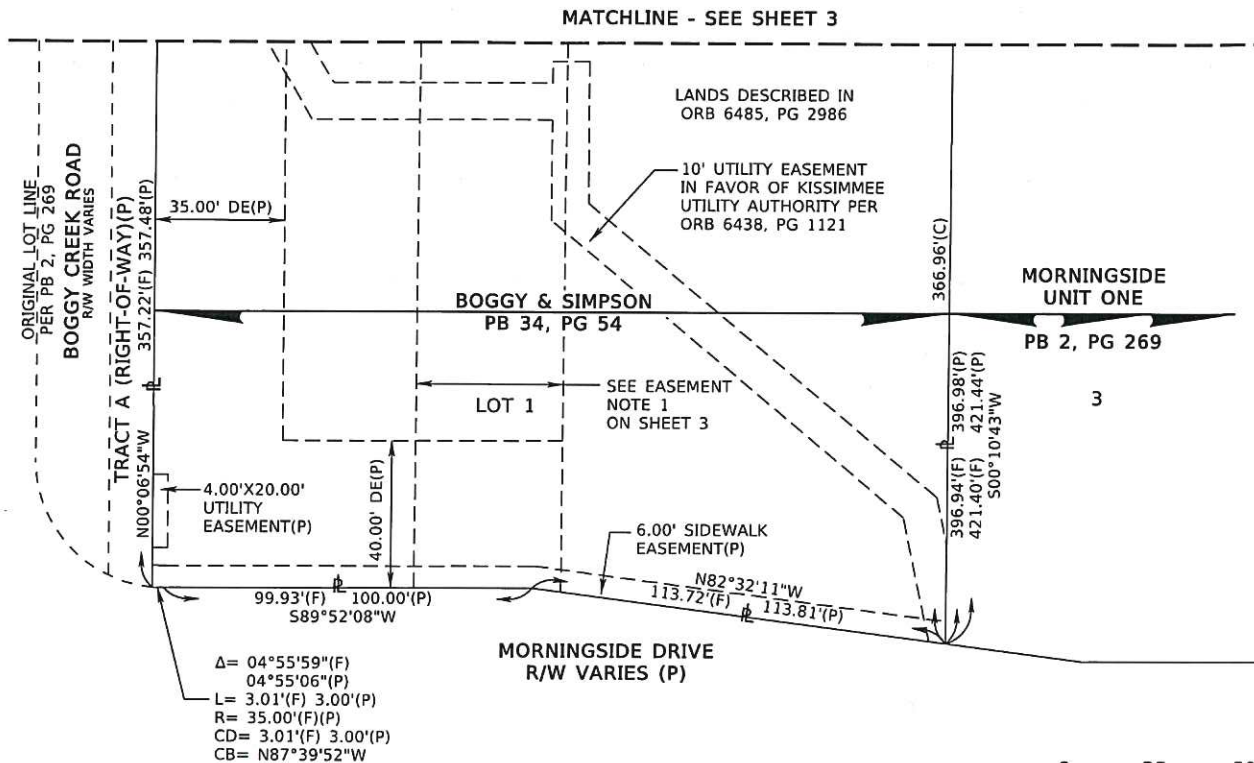 MATCHLINE - SEE SHEET 3
ORIGINAL LOT LINE
PER PB 2, PG 269
BOGGY CREEK ROAD
R/W WIDTH VARIES
TRACT A (RIGHT-OF-WAY)(P)
N00°06'54"W
357.22'(F) 357.48'(P)
35.00' DE(P)
LANDS DESCRIBED IN
ORB 6485, PG 2986
10' UTILITY EASEMENT
IN FAVOR OF KISSIMMEE
UTILITY AUTHORITY PER
ORB 6438, PG 1121
366.96'(C)
BOGGY & SIMPSON
PB 34, PG 54
MORNINGSIDE
UNIT ONE
PB 2, PG 269
3
396.94'(F) 396.98'(P)
421.40'(F) 421.44'(P)
S00°10'43"W
LOT 1
SEE EASEMENT
NOTE 1
ON SHEET 3
4.00'X20.00'
UTILITY
EASEMENT(P)
40.00' DE(P)
6.00' SIDEWALK
EASEMENT(P)
N82°32'11"W
113.72'(F) 113.81'(P)
99.93'(F) 100.00'(P)
S89°52'08"W
MORNINGSIDE DRIVE
R/W VARIES (P)
Δ= 04°55'59"(F)
04°55'06"(P)
L= 3.01'(F) 3.00'(P)
R= 35.00'(F)(P)
CD= 3.01'(F) 3.00'(P)
CB= N87°39'52"W